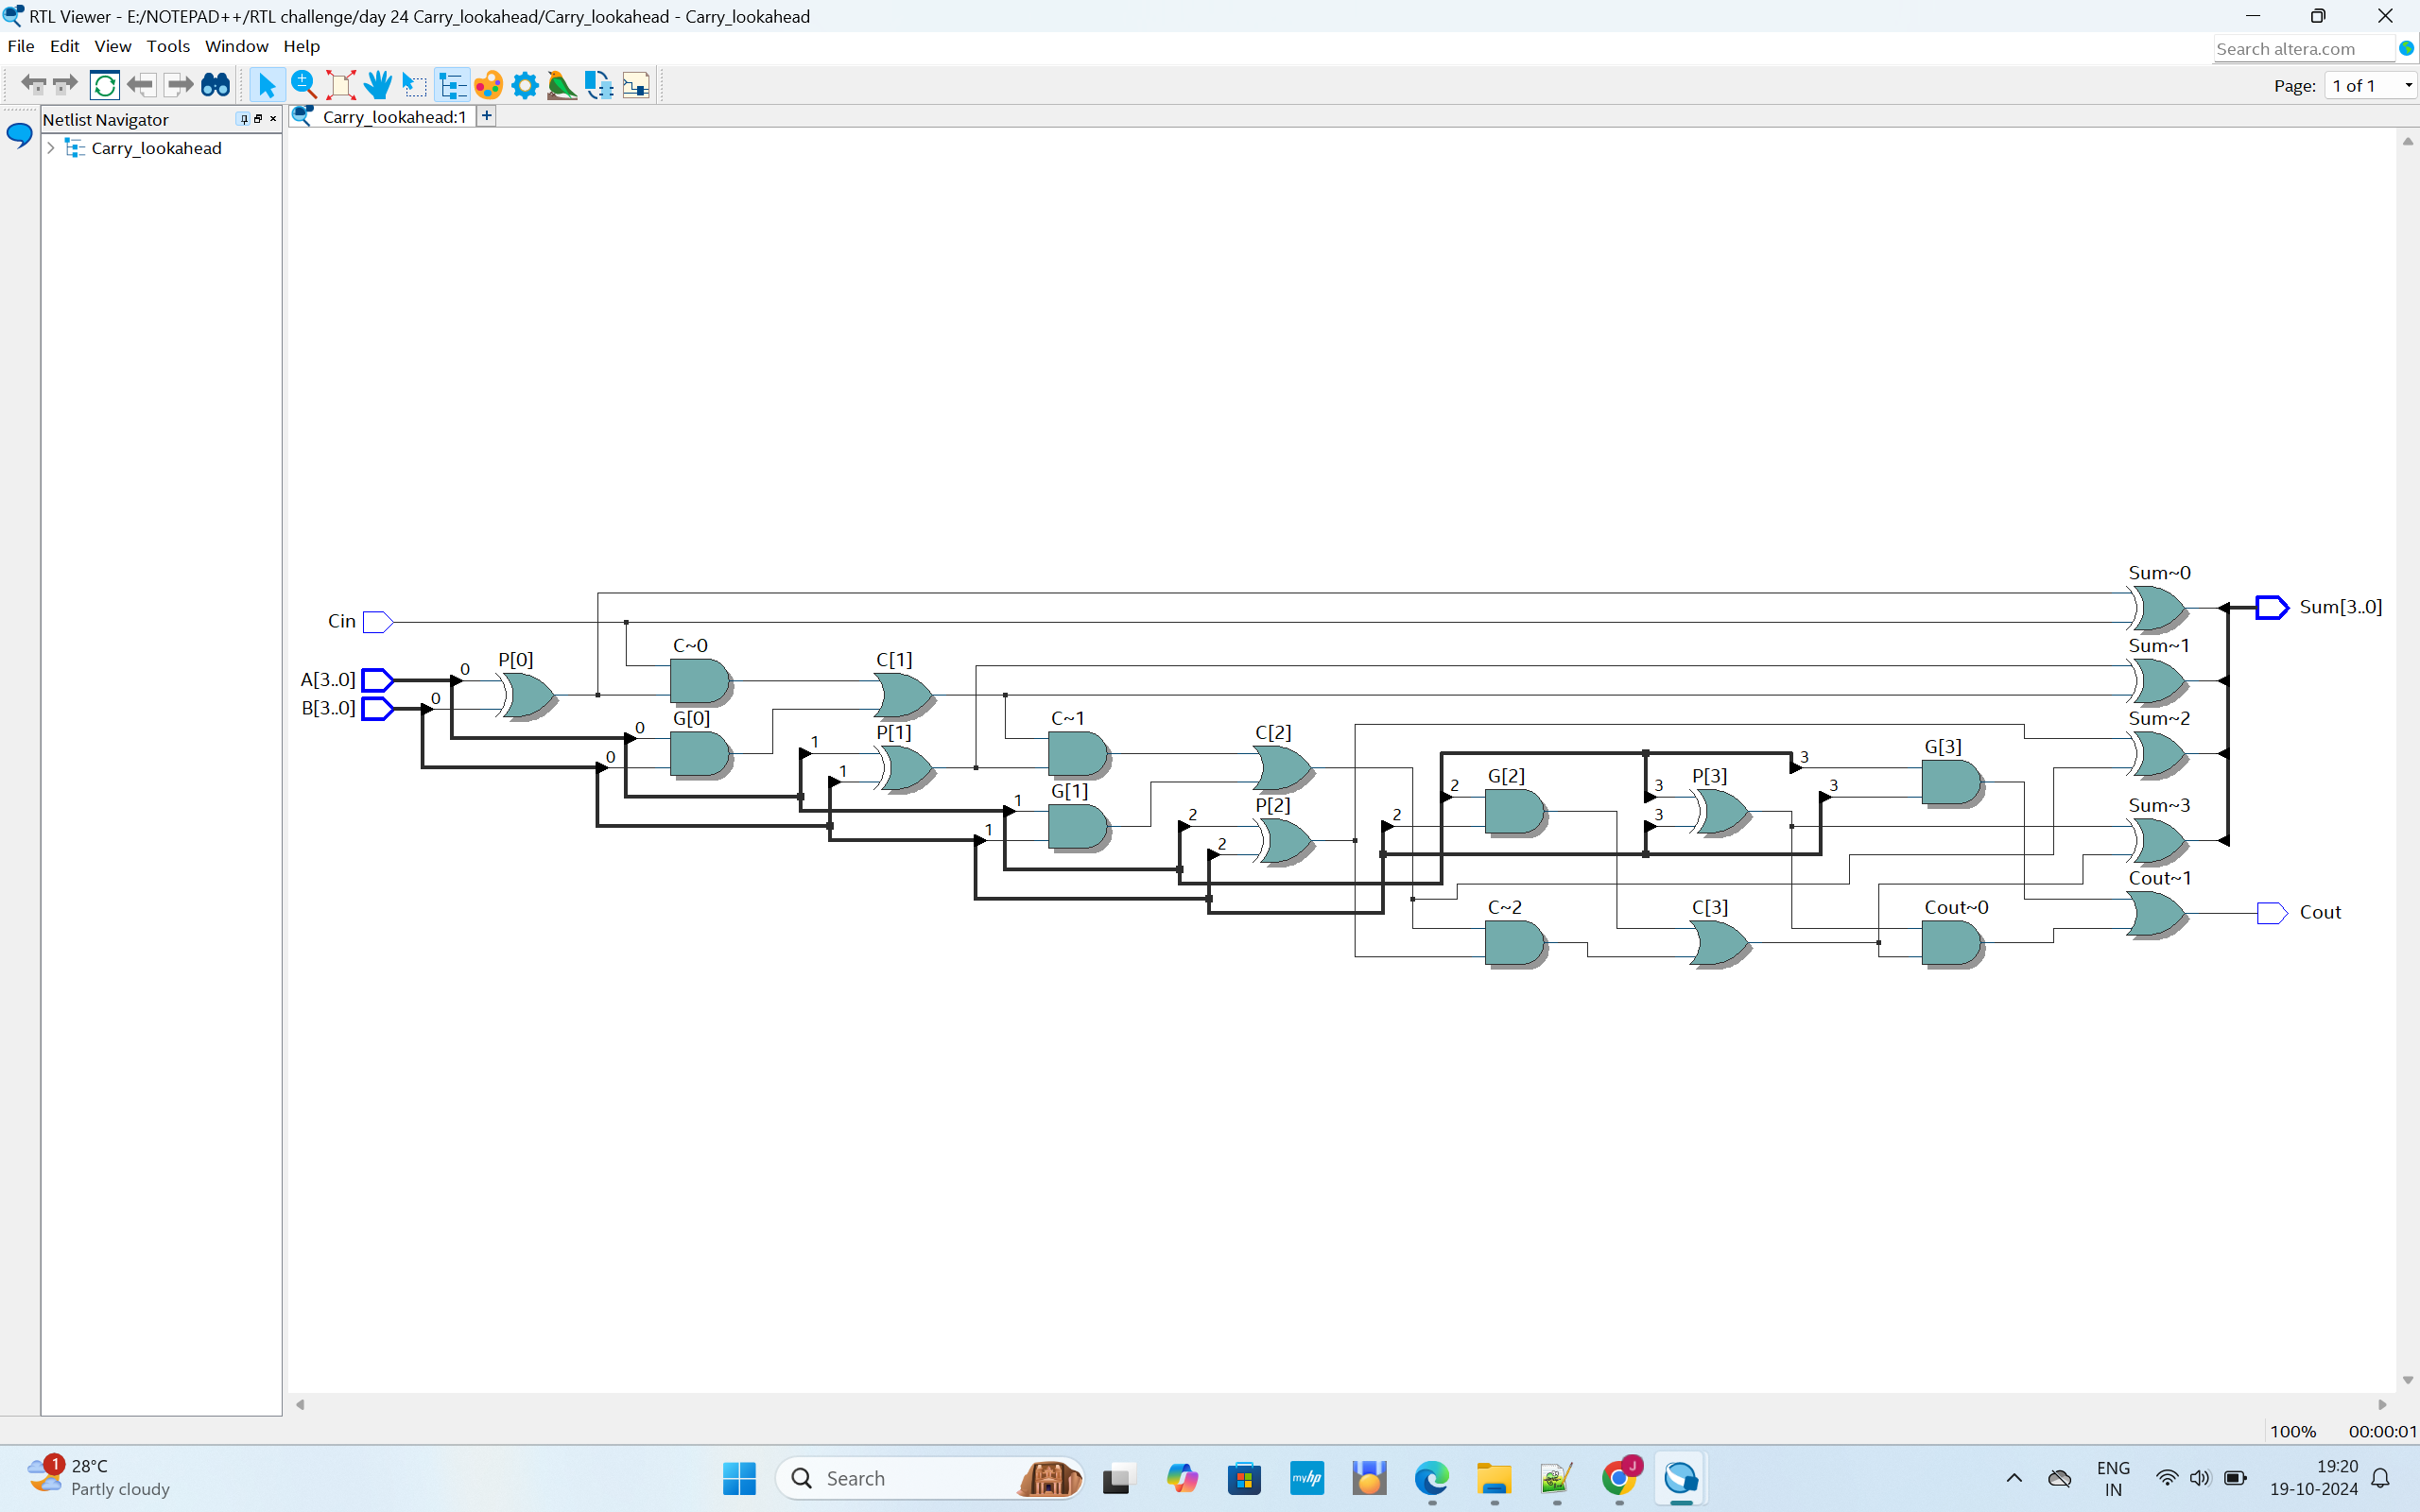 RTL Viewer - E:/NOTEPAD++/RTL challenge/day 24 Carry_lookahead/Carry_lookahead - Carry_lookahead
File Edit View Tools Window Help
Search altera.com
Page: 1 of 1
Netlist Navigator
Carry_lookahead:1 +
Carry_lookahead
Sum~0
Cin
Sum[3..0]
C~0
Sum~1
P[0]
C[1]
A[3..0]
0
B[3..0]
0
G[0]
C~1
Sum~2
0
P[1]
C[2]
1
G[3]
0
3
1
G[2]
P[3]
2
3
3
G[1]
1
P[2]
Sum~3
2
2
3
1
2
Cout~1
C~2
C[3]
Cout~0
Cout
100% 00:00:01
1
28°C
Partly cloudy
Search
myhp
J
ENG
IN
19:20
19-10-2024